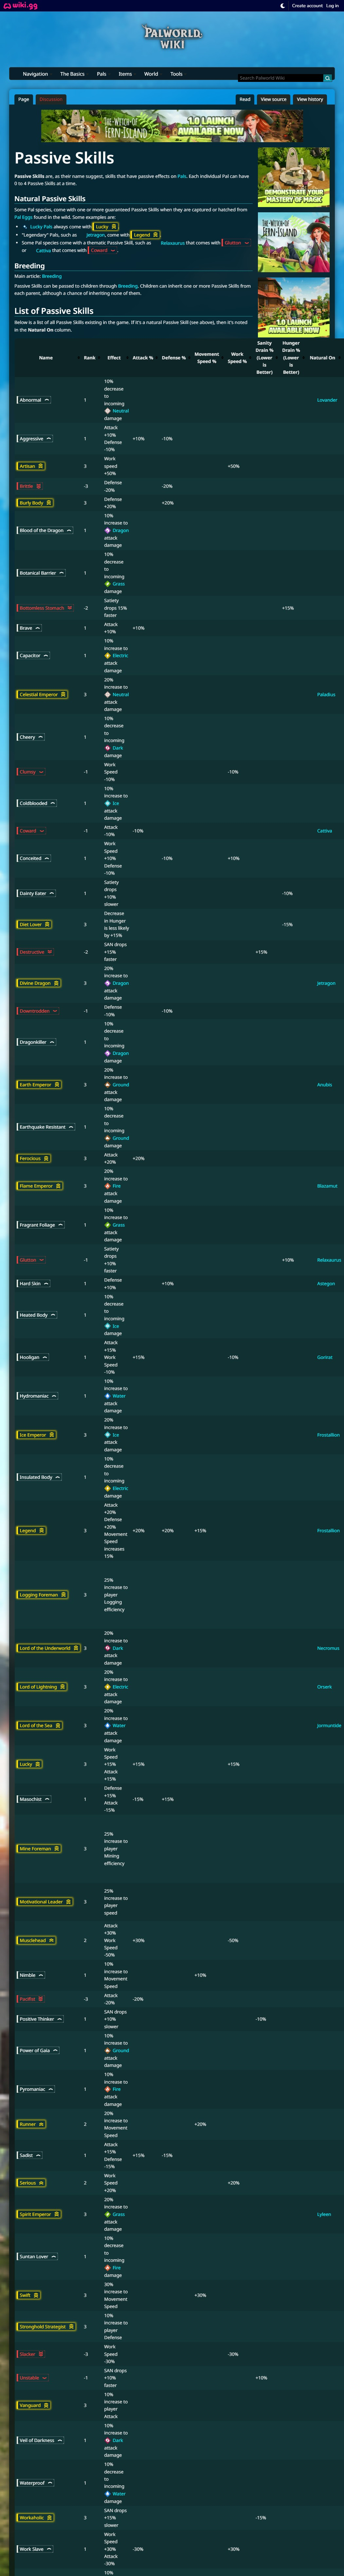 wiki.gg
Create account Log in
PALWORLD
WIKI
Navigation The Basics Pals Items World Tools
Search Palworld Wiki
Page Discussion Read View source View history
THE WITCH OF FERN ISLAND 1.0 LAUNCH AVAILABLE NOW
Passive Skills
DEMONSTRATE YOUR MASTERY OF MAGIC
Passive Skills are, as their name suggest, skills that have passive effects on Pals. Each individual Pal can have
0 to 4 Passive Skills at a time.
Natural Passive Skills
Some Pal species, come with one or more guaranteed Passive Skills when they are captured or hatched from
Pal Eggs found in the wild. Some examples are:
Lucky Pals always come with Lucky .
"Legendary" Pals, such as Jetragon, come with Legend .
Some Pal species come with a thematic Passive Skill, such as Relaxaurus that comes with Glutton
or Cattiva that comes with Coward .
THE WITCH OF FERN ISLAND
Breeding
Main article: Breeding
Passive Skills can be passed to children through Breeding. Children can inherit one or more Passive Skills from
each parent, although a chance of inheriting none of them.
1.0 LAUNCH AVAILABLE NOW
List of Passive Skills
Below is a list of all Passive Skills existing in the game. If it's a natural Passive Skill (see above), then it's noted
in the Natural On column.
Name Rank Effect Attack % Defense % Movement Speed % Work Speed % Sanity Drain % (Lower is Better) Hunger Drain % (Lower is Better) Natural On
Abnormal 1 10% decrease to incoming Neutral damage Lovander
Aggressive 1 Attack +10% Defense -10% +10% -10%
Artisan 3 Work speed +50% +50%
Brittle -3 Defense -20% -20%
Burly Body 3 Defense +20% +20%
Blood of the Dragon 1 10% increase to Dragon attack damage
Botanical Barrier 1 10% decrease to incoming Grass damage
Bottomless Stomach -2 Satiety drops 15% faster +15%
Brave 1 Attack +10% +10%
Capacitor 1 10% increase to Electric attack damage
Celestial Emperor 3 20% increase to Neutral attack damage Paladius
Cheery 1 10% decrease to incoming Dark damage
Clumsy -1 Work Speed -10% -10%
Coldblooded 1 10% increase to Ice attack damage
Coward -1 Attack -10% -10% Cattiva
Conceited 1 Work Speed +10% Defense -10% -10% +10%
Dainty Eater 1 Satiety drops +10% slower -10%
Diet Lover 3 Decrease in Hunger is less likely by +15% -15%
Destructive -2 SAN drops +15% faster +15%
Divine Dragon 3 20% increase to Dragon attack damage Jetragon
Downtrodden -1 Defense -10% -10%
Dragonkiller 1 10% decrease to incoming Dragon damage
Earth Emperor 3 20% increase to Ground attack damage Anubis
Earthquake Resistant 1 10% decrease to incoming Ground damage
Ferocious 3 Attack +20% +20%
Flame Emperor 3 20% increase to Fire attack damage Blazamut
Fragrant Foliage 1 10% increase to Grass attack damage
Glutton -1 Satiety drops +10% faster +10% Relaxaurus
Hard Skin 1 Defense +10% +10% Astegon
Heated Body 1 10% decrease to incoming Ice damage
Hooligan 1 Attack +15% Work Speed -10% +15% -10% Gorirat
Hydromaniac 1 10% increase to Water attack damage
Ice Emperor 3 20% increase to Ice attack damage Frostallion
Insulated Body 1 10% decrease to incoming Electric damage
Legend 3 Attack +20% Defense +20% Movement Speed increases 15% +20% +20% +15% Frostallion
Logging Foreman 3 25% increase to player Logging efficiency
Lord of the Underworld 3 20% increase to Dark attack damage Necromus
Lord of Lightning 3 20% increase to Electric attack damage Orserk
Lord of the Sea 3 20% increase to Water attack damage Jormuntide
Lucky 3 Work Speed +15% Attack +15% +15% +15%
Masochist 1 Defense +15% Attack -15% -15% +15%
Mine Foreman 3 25% increase to player Mining efficiency
Motivational Leader 3 25% increase to player speed
Musclehead 2 Attack +30% Work Speed -50% +30% -50%
Nimble 1 10% increase to Movement Speed +10%
Pacifist -3 Attack -20% -20%
Positive Thinker 1 SAN drops +10% slower -10%
Power of Gaia 1 10% increase to Ground attack damage
Pyromaniac 1 10% increase to Fire attack damage
Runner 2 20% increase to Movement Speed +20%
Sadist 1 Attack +15% Defense -15% +15% -15%
Serious 2 Work Speed +20% +20%
Spirit Emperor 3 20% increase to Grass attack damage Lyleen
Suntan Lover 1 10% decrease to incoming Fire damage
Swift 3 30% increase to Movement Speed +30%
Stronghold Strategist 3 10% increase to player Defense
Slacker -3 Work Speed -30% -30%
Unstable -1 SAN drops +10% faster +10%
Vanguard 3 10% increase to player Attack
Veil of Darkness 1 10% increase to Dark attack damage
Waterproof 1 10% decrease to incoming Water damage
Workaholic 3 SAN drops +15% slower -15%
Work Slave 1 Work Speed +30% Attack -30% -30% +30%
10%